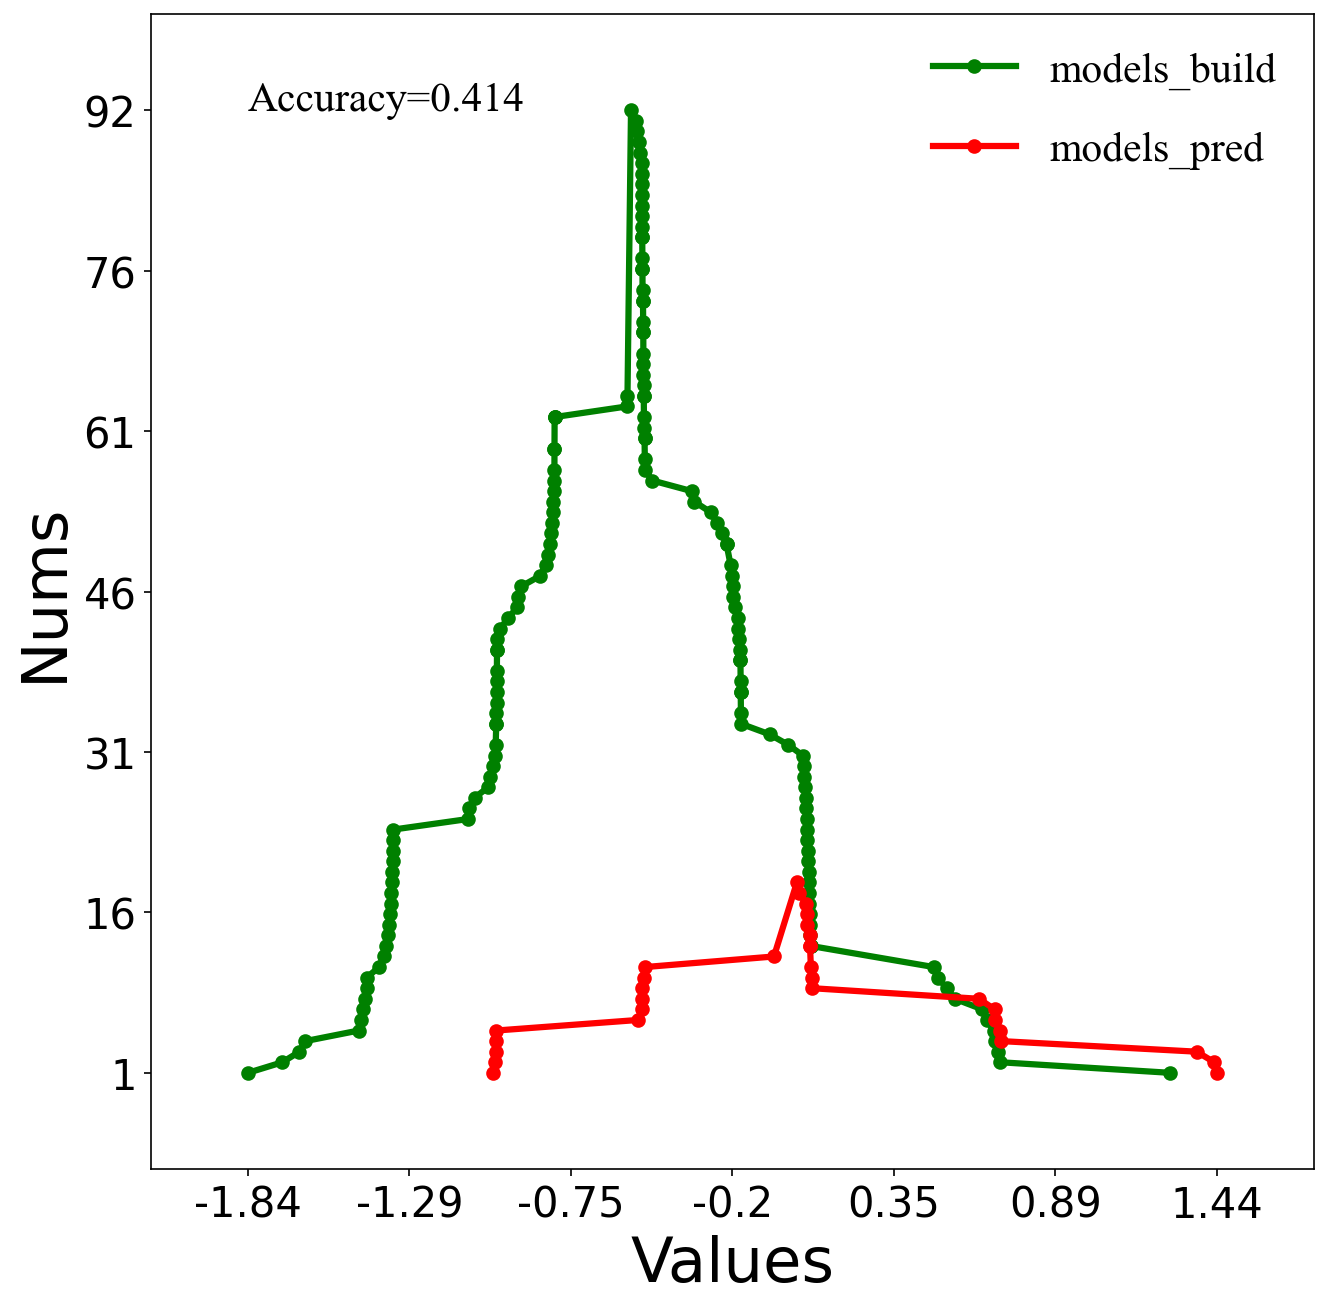 Accuracy=0.414
models_build
models_pred
Nums
92
76
61
46
31
16
1
-1.84
-1.29
-0.75
-0.2
0.35
0.89
1.44
Values